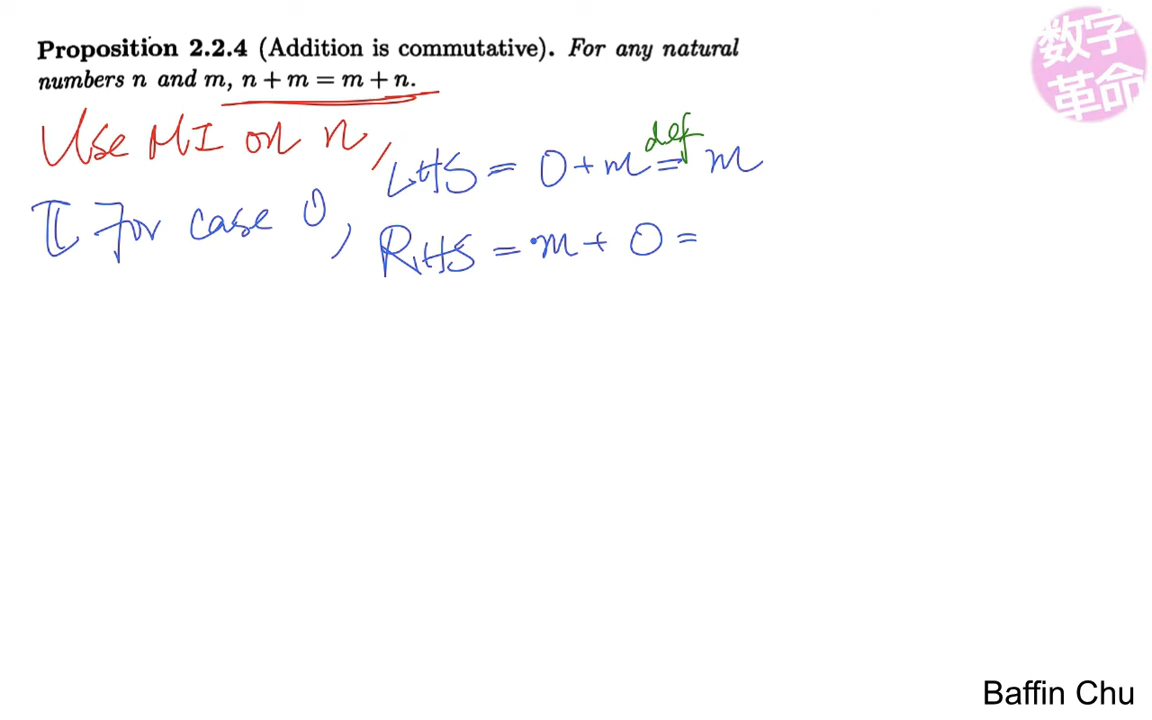 Proposition 2.2.4 (Addition is commutative). For any natural
numbers n and m, n + m = m + n.
Use MI on n,
def
LHS = 0 + m = m
I For case 0,
RHS = m + 0 =
数字
革命
Baffin Chu